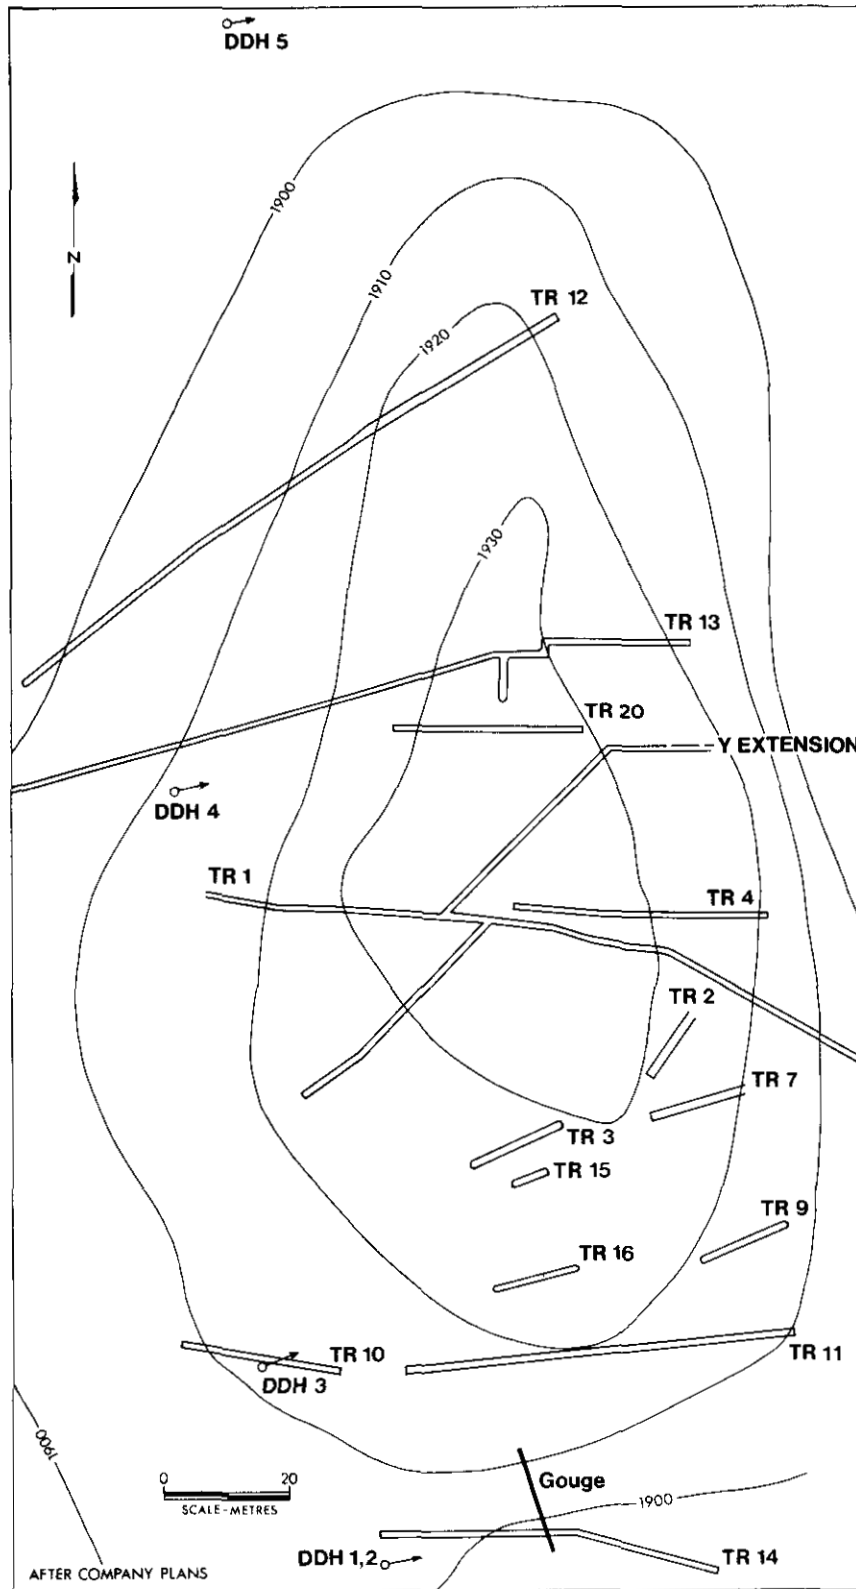 DDH 5
1900
N
1910
TR 12
1920
1930
TR 13
TR 20
Y EXTENSION
DDH 4
TR 1
TR 4
TR 2
TR 7
TR 3
TR 15
TR 9
TR 16
TR 10
TR 11
DDH 3
1900
0 20
SCALE-METRES
Gouge
1900
DDH 1,2
TR 14
AFTER COMPANY PLANS